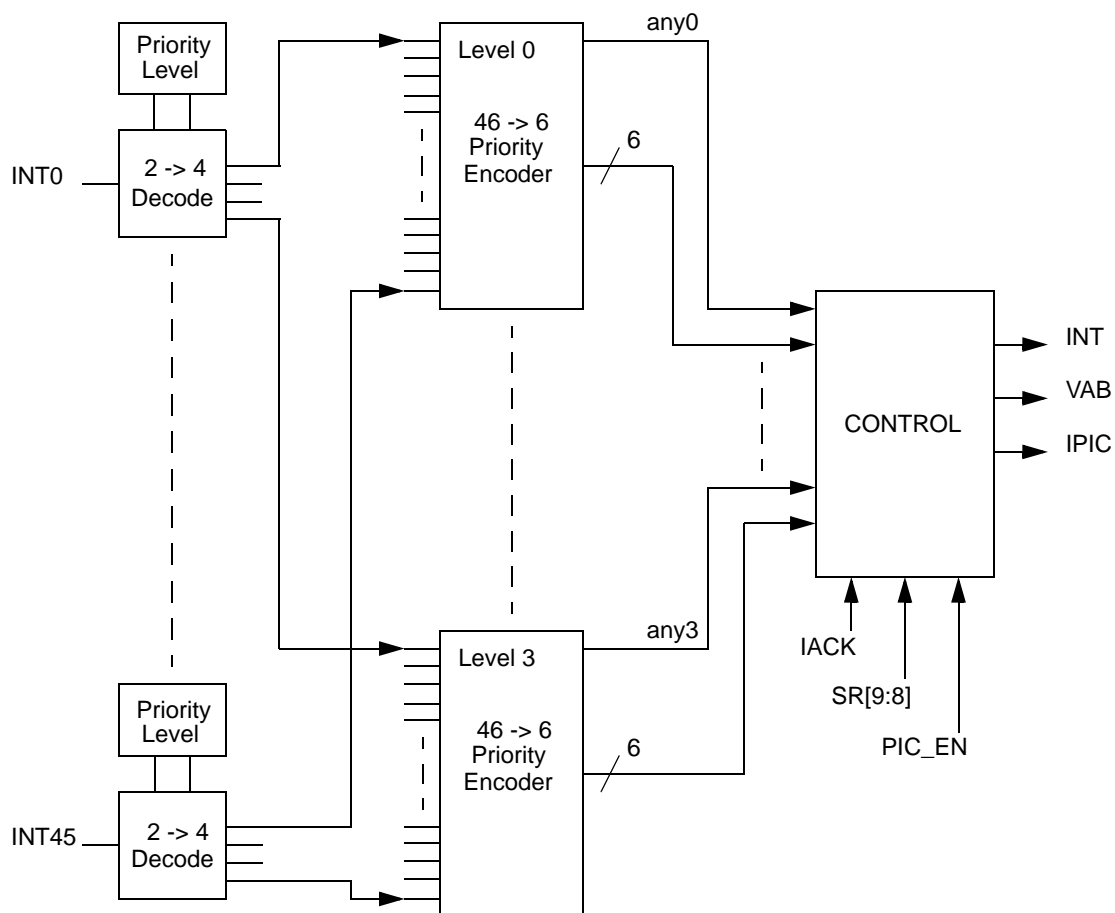 Priority
Level
INT0
2 -> 4
Decode
Level 0
46 -> 6
Priority
Encoder
any0
6
INT
VAB
IPIC
CONTROL
IACK
SR[9:8]
PIC_EN
Priority
Level
INT45
2 -> 4
Decode
Level 3
46 -> 6
Priority
Encoder
any3
6